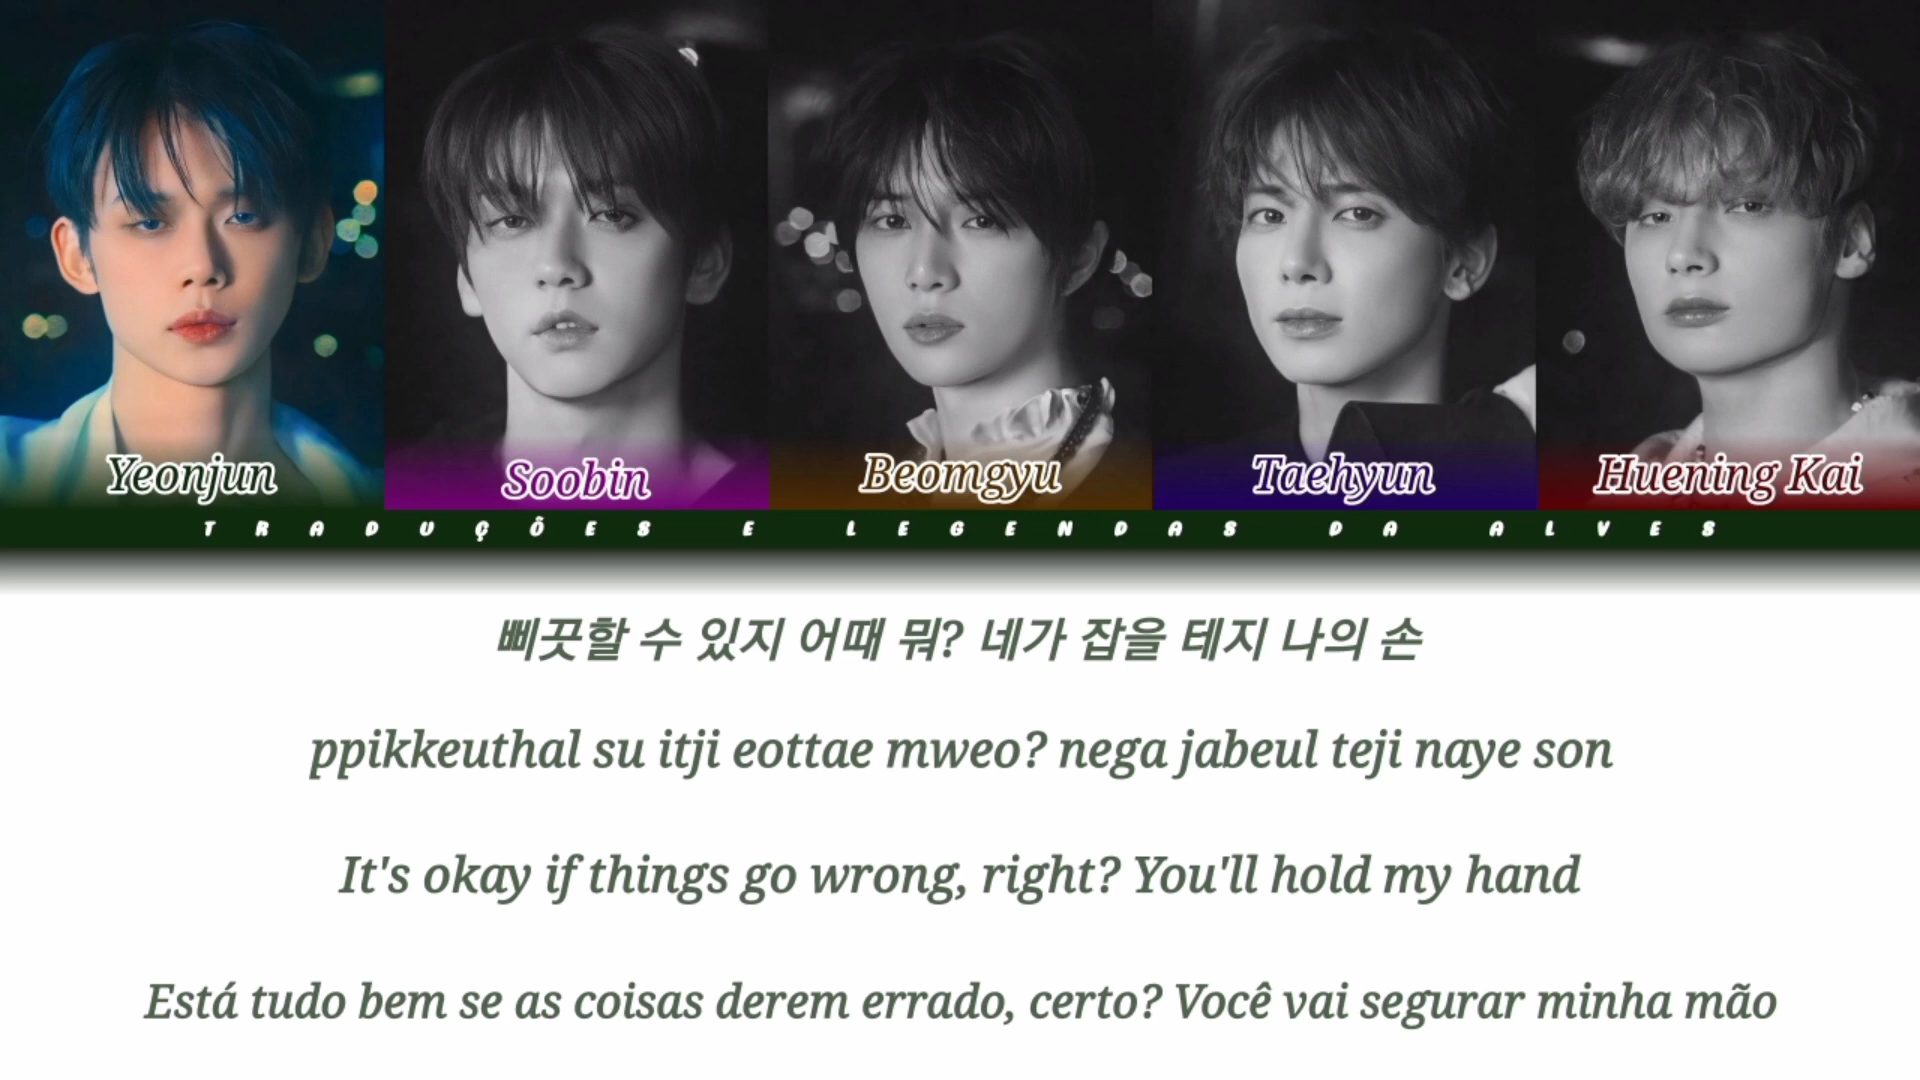 Yeonjun Soobin Beomgyu Taehyun Huening Kai
TRADUÇÕES E LEGENDAS DA ALVES
삐끗할 수 있지 어때 뭐? 네가 잡을 테지 나의 손
ppikkeuthal su itji eottae mweo? nega jabeul teji naye son
It's okay if things go wrong, right? You'll hold my hand
Está tudo bem se as coisas derem errado, certo? Você vai segurar minha mão